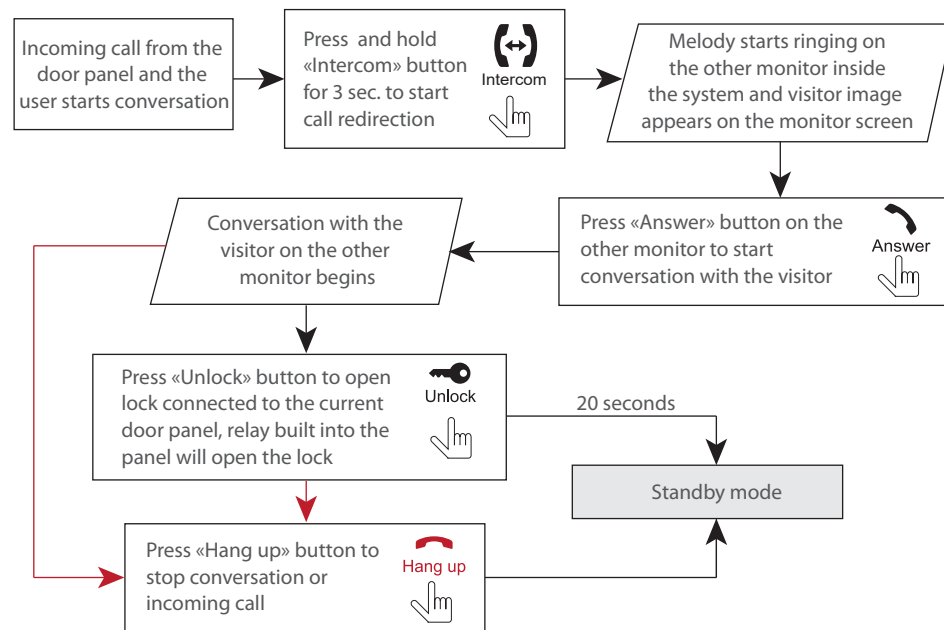 Incoming call from the
door panel and the
user starts conversation
Press and hold
«Intercom» button
for 3 sec. to start
call redirection
Intercom
Melody starts ringing on
the other monitor inside
the system and visitor image
appears on the monitor screen
Press «Answer» button on the
other monitor to start
conversation with the visitor
Answer
Conversation with the
visitor on the other
monitor begins
Press «Unlock» button to open
lock connected to the current
door panel, relay built into the
panel will open the lock
Unlock
20 seconds
Standby mode
Press «Hang up» button to
stop conversation or
incoming call
Hang up